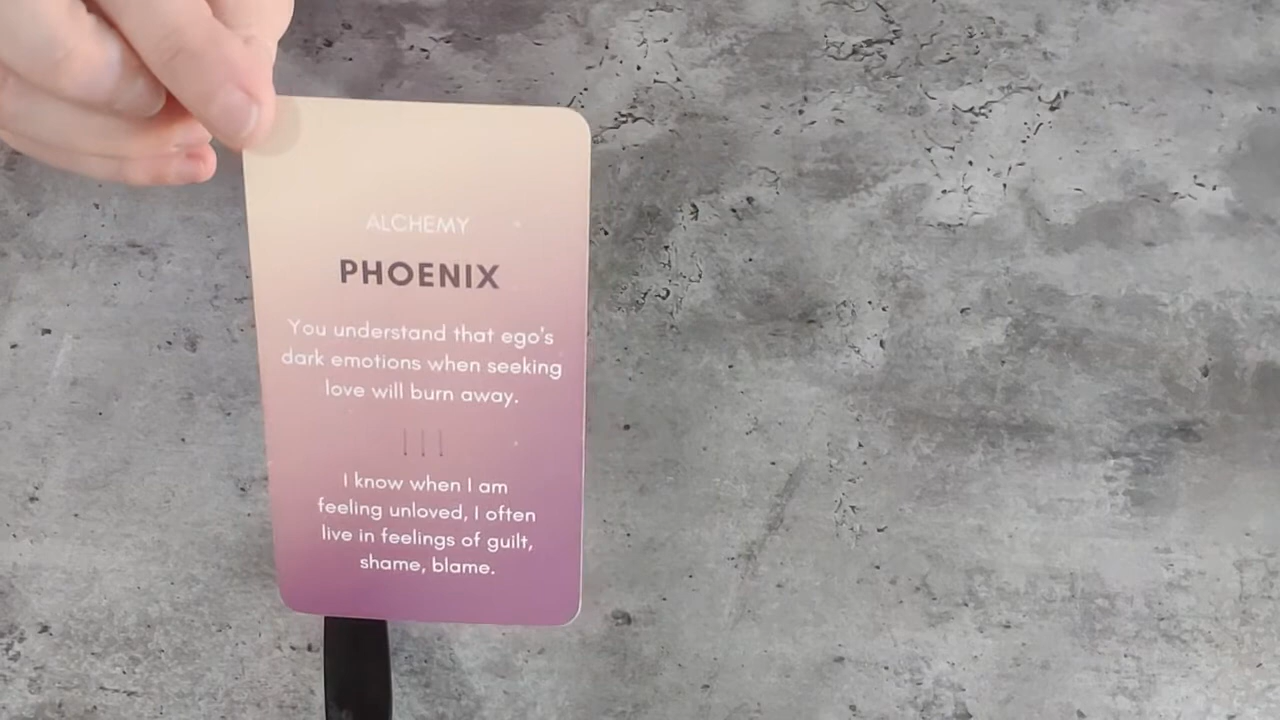 ALCHEMY
PHOENIX
You understand that ego's
dark emotions when seeking
love will burn away.
I know when I am
feeling unloved, I often
live in feelings of guilt,
shame, blame.